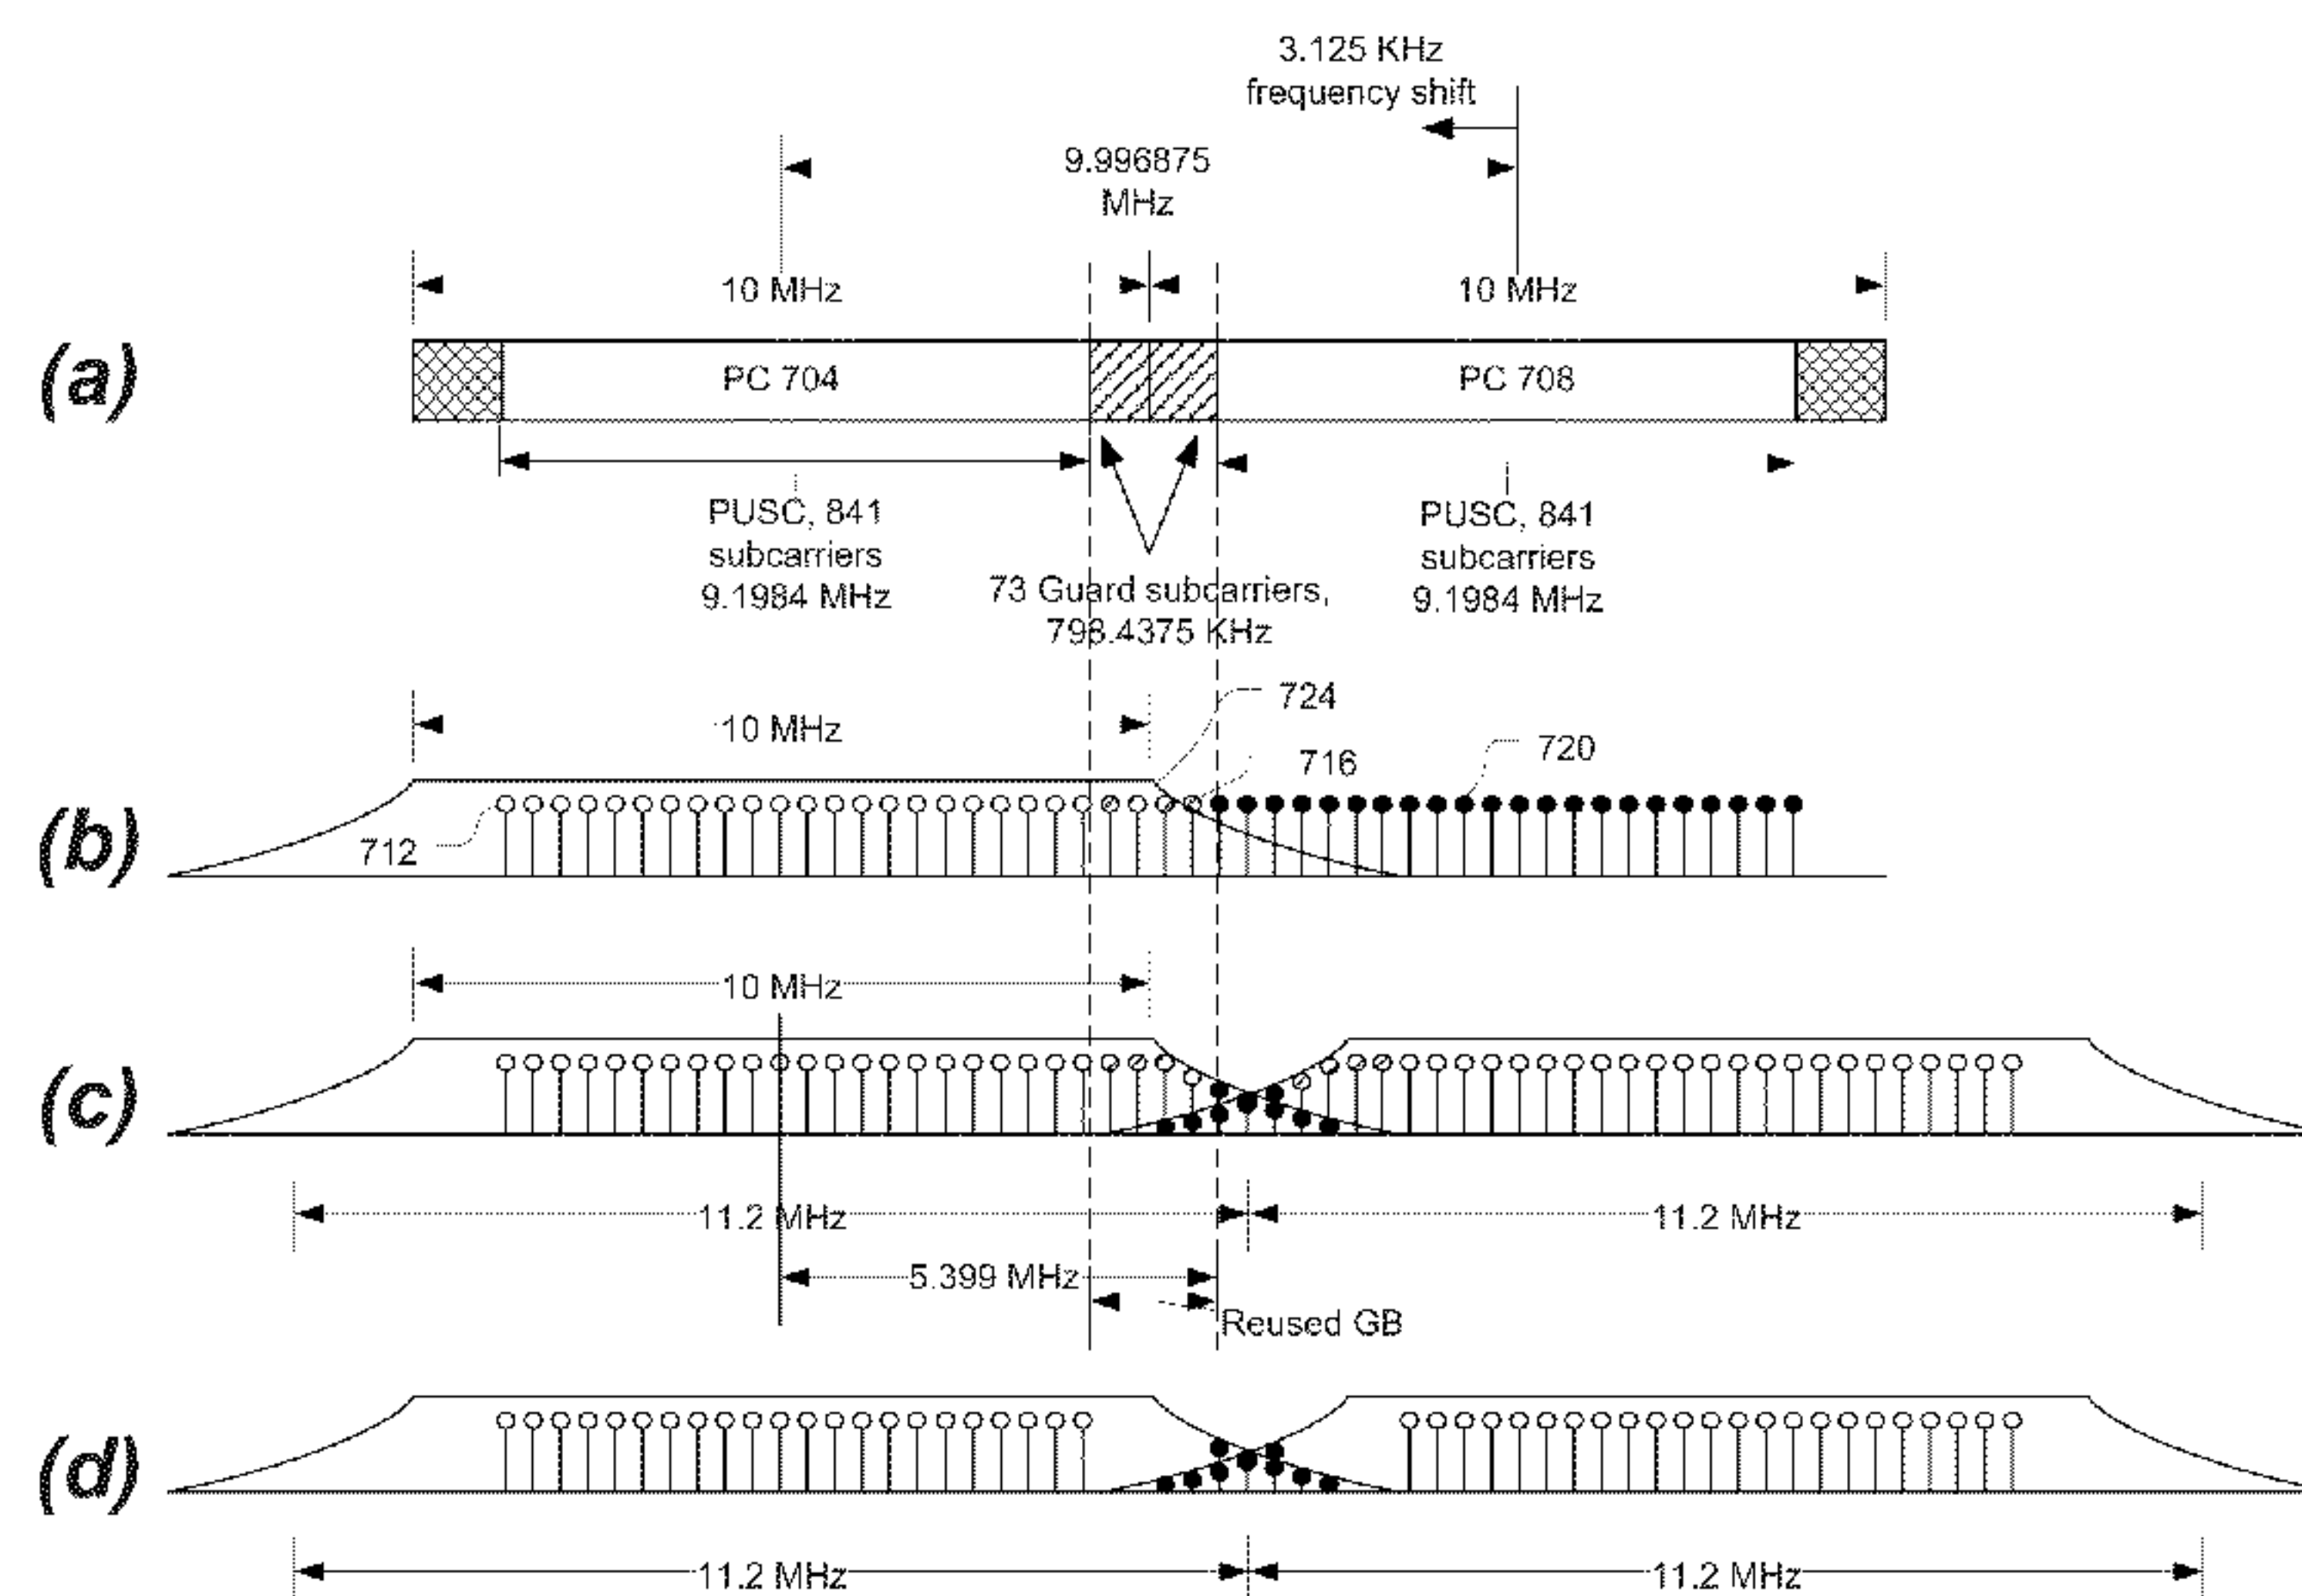 3.125 KHz
frequency shift
9.996875
MHz
10 MHz
10 MHz
(a)
PC 704
PC 708
PUSC, 841
subcarriers
9.1984 MHz
73 Guard subcarriers,
798.4375 KHz
PUSC, 841
subcarriers
9.1984 MHz
724
10 MHz
716
720
(b)
712
10 MHz
(c)
11.2 MHz
11.2 MHz
5.399 MHz
Reused GB
(d)
11.2 MHz
11.2 MHz